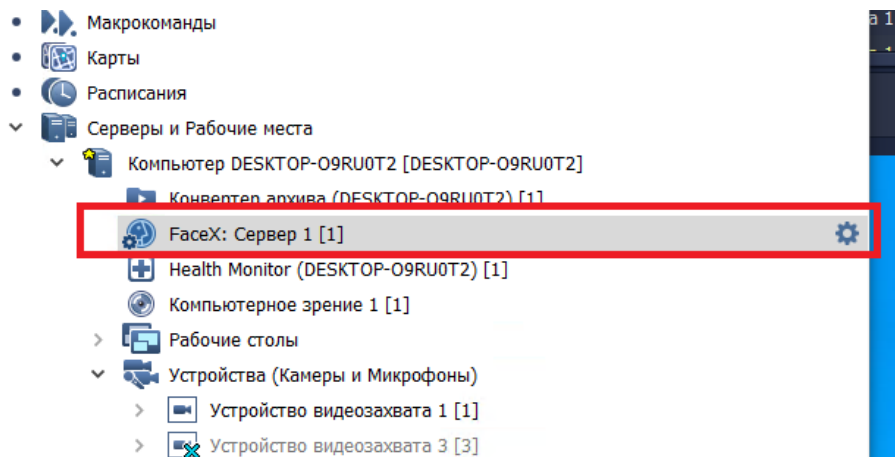 Макрокоманды
Карты
Расписания
Серверы и Рабочие места
Компьютер DESKTOP-O9RU0T2 [DESKTOP-O9RU0T2]
Конвертер архива (DESKTOP-O9RU0T2) [1]
FaceX: Сервер 1 [1]
Health Monitor (DESKTOP-O9RU0T2) [1]
Компьютерное зрение 1 [1]
Рабочие столы
Устройства (Камеры и Микрофоны)
Устройство видеозахвата 1 [1]
Устройство видеозахвата 3 [3]